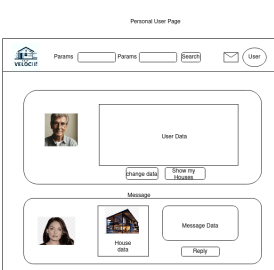 Personal User Page
VELOCIT
Params Params Search User
User Data
change data
Show my
Houses
Message
Message Data
House
data
Reply